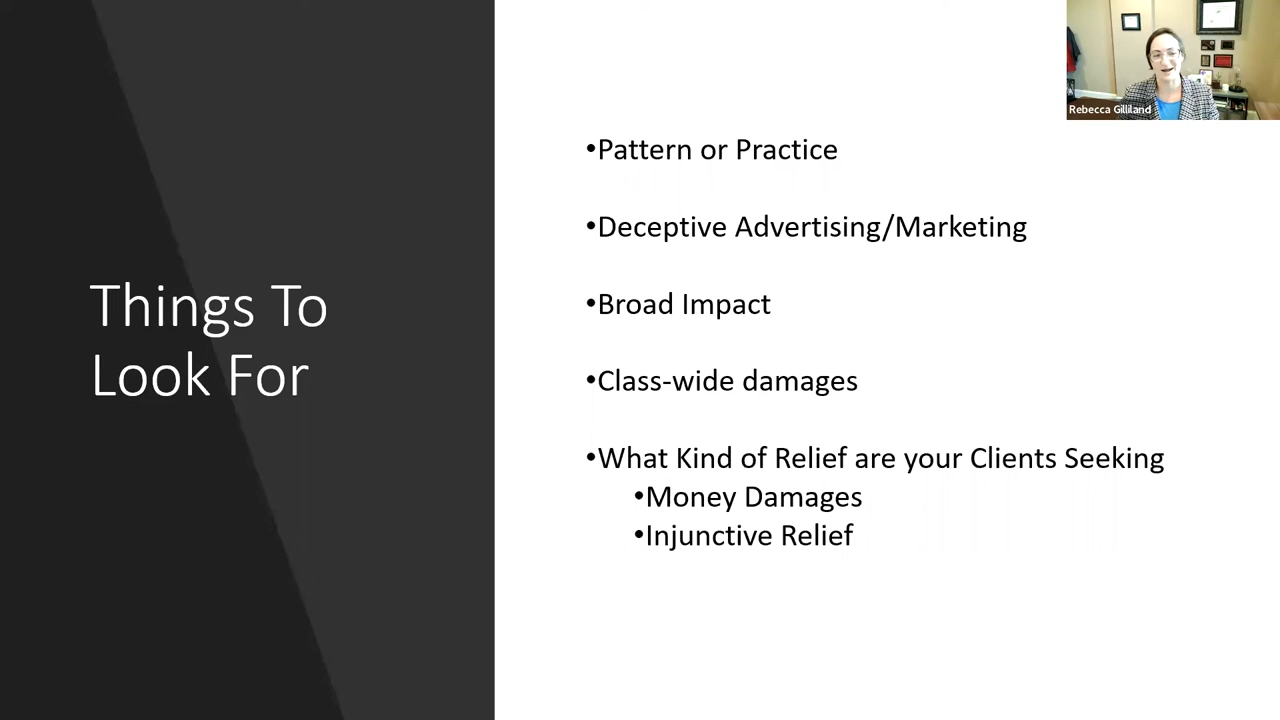 Things To
Look For
•Pattern or Practice
•Deceptive Advertising/Marketing
•Broad Impact
•Class-wide damages
•What Kind of Relief are your Clients Seeking
•Money Damages
•Injunctive Relief
Rebecca Gilliland